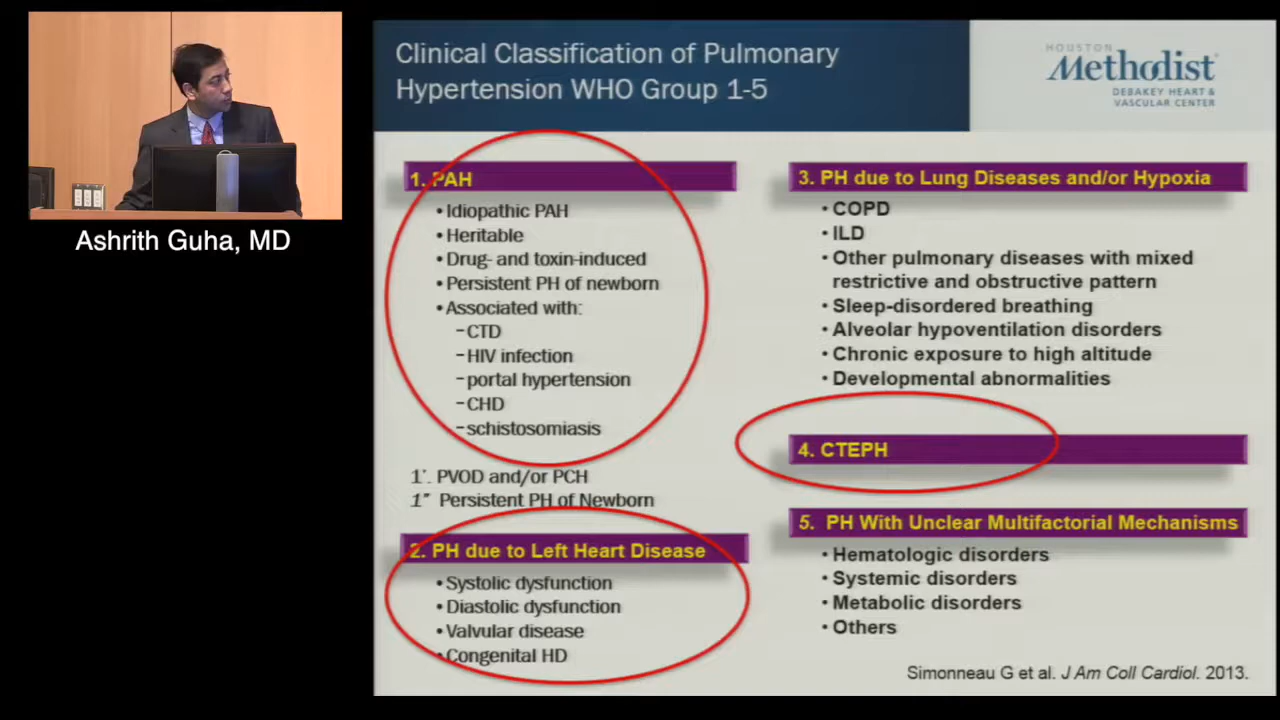 Ashrith Guha, MD
Clinical Classification of Pulmonary
Hypertension WHO Group 1-5
HOUSTON
Methodist
DEBAKEY HEART &
VASCULAR CENTER
1. PAH
•Idiopathic PAH
•Heritable
•Drug- and toxin-induced
•Persistent PH of newborn
•Associated with:
–CTD
–HIV infection
–portal hypertension
–CHD
–schistosomiasis
1'. PVOD and/or PCH
1" Persistent PH of Newborn
2. PH due to Left Heart Disease
•Systolic dysfunction
•Diastolic dysfunction
•Valvular disease
•Congenital HD
3. PH due to Lung Diseases and/or Hypoxia
• COPD
• ILD
• Other pulmonary diseases with mixed
restrictive and obstructive pattern
• Sleep-disordered breathing
• Alveolar hypoventilation disorders
• Chronic exposure to high altitude
• Developmental abnormalities
4. CTEPH
5. PH With Unclear Multifactorial Mechanisms
• Hematologic disorders
• Systemic disorders
• Metabolic disorders
• Others
Simonneau G et al. J Am Coll Cardiol. 2013.